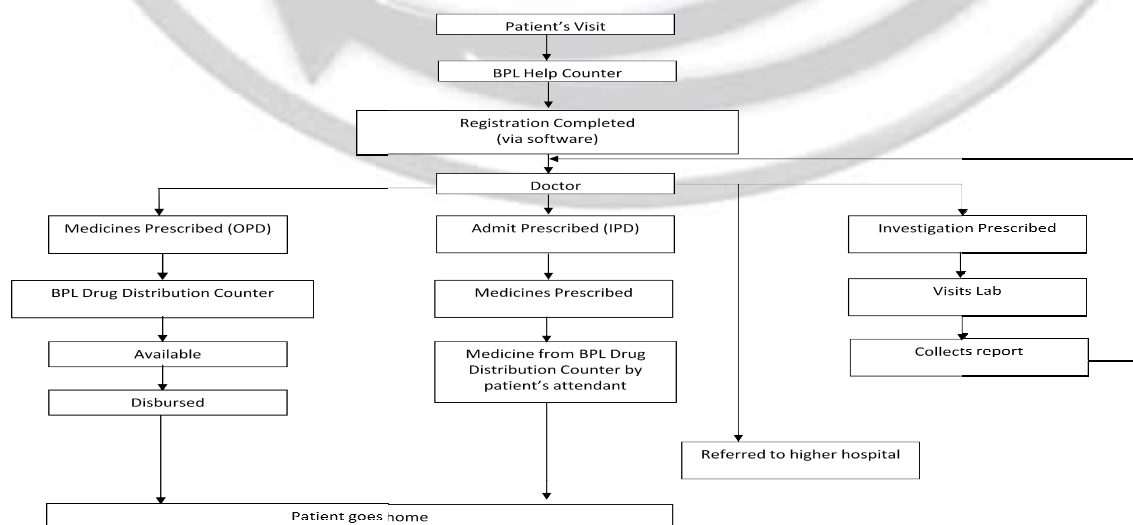 Patient's Visit
BPL Help Counter
Registration Completed
(via software)
Doctor
Medicines Prescribed (OPD)
Admit Prescribed (IPD)
Investigation Prescribed
BPL Drug Distribution Counter
Medicines Prescribed
Visits Lab
Available
Medicine from BPL Drug
Distribution Counter by
patient's attendant
Collects report
Disbursed
Referred to higher hospital
Patient goes home